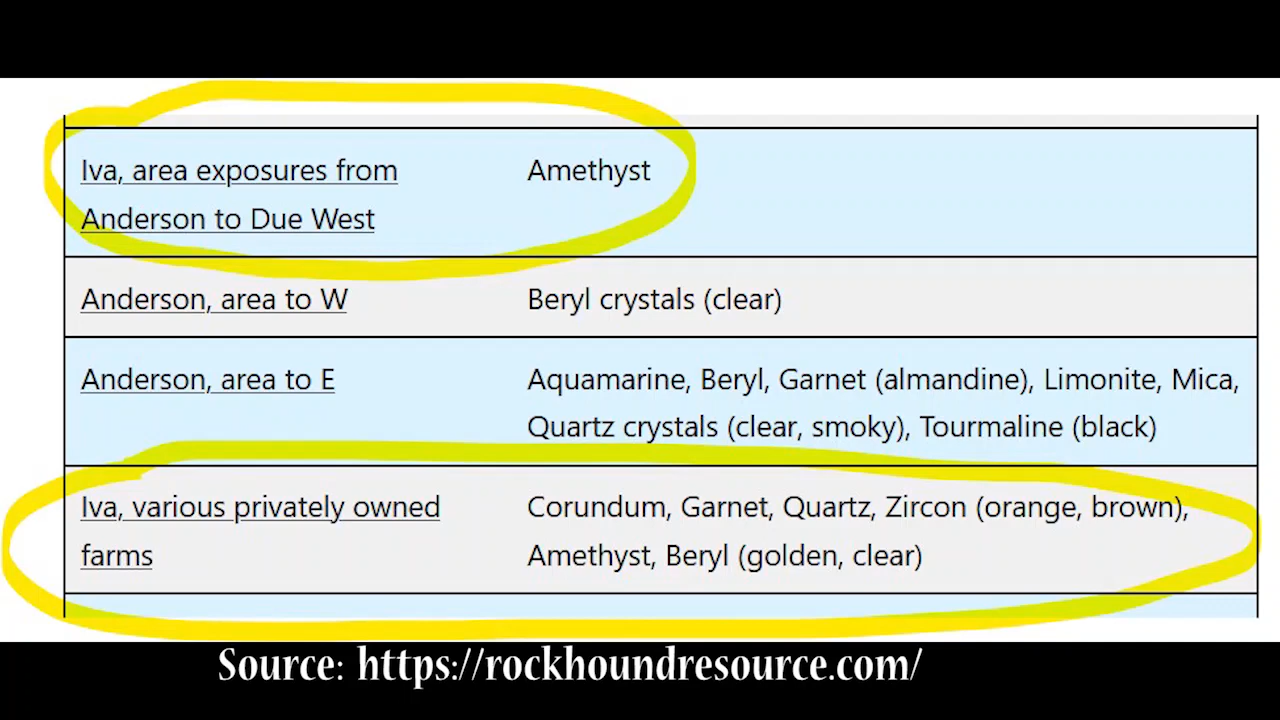 Iva, area exposures from Amethyst
Anderson to Due West
Anderson, area to W Beryl crystals (clear)
Anderson, area to E Aquamarine, Beryl, Garnet (almandine), Limonite, Mica,
Quartz crystals (clear, smoky), Tourmaline (black)
Iva, various privately owned Corundum, Garnet, Quartz, Zircon (orange, brown),
farms Amethyst, Beryl (golden, clear)
Source: https://rockhoundresource.com/